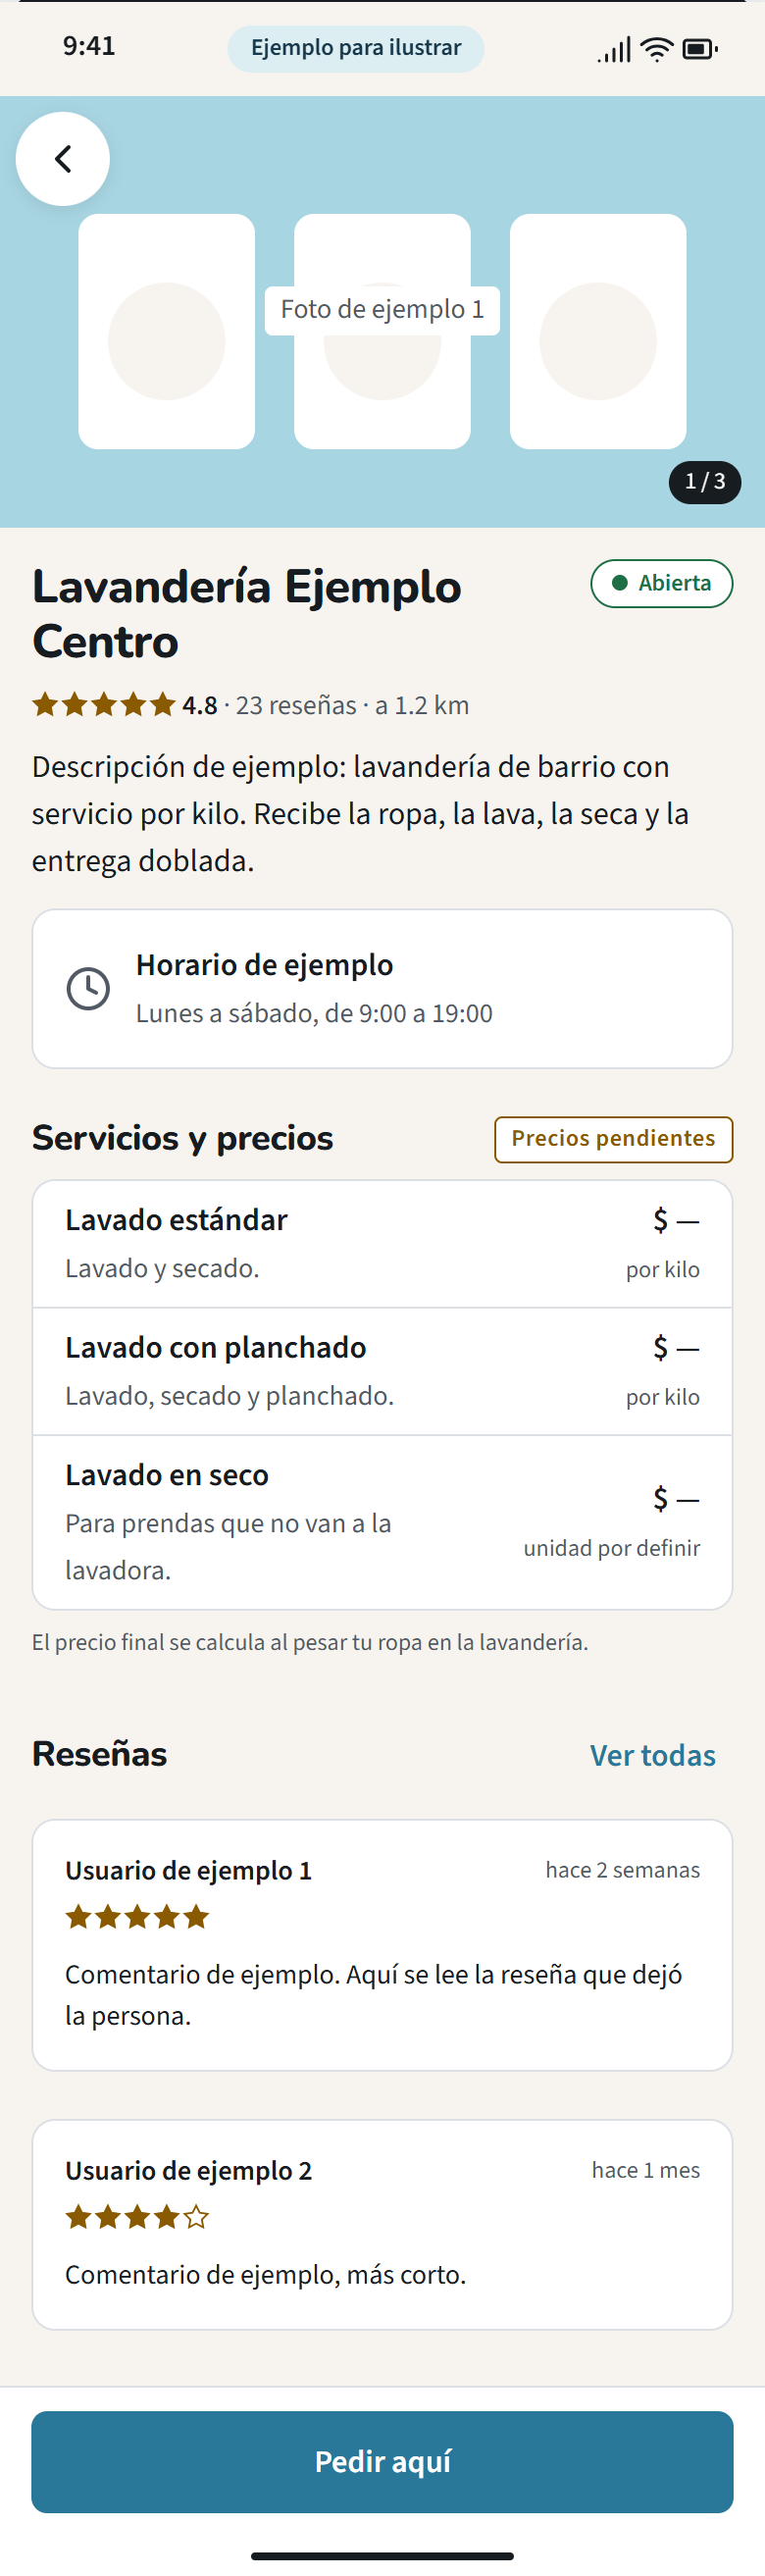 9:41
Ejemplo para ilustrar
Foto de ejemplo 1
1 / 3
Lavandería Ejemplo
Centro
Abierta
4.8 · 23 reseñas · a 1.2 km
Descripción de ejemplo: lavandería de barrio con
servicio por kilo. Recibe la ropa, la lava, la seca y la
entrega doblada.
Horario de ejemplo
Lunes a sábado, de 9:00 a 19:00
Servicios y precios
Precios pendientes
Lavado estándar
$ —
Lavado y secado.
por kilo
Lavado con planchado
$ —
Lavado, secado y planchado.
por kilo
Lavado en seco
$ —
Para prendas que no van a la
lavadora.
unidad por definir
El precio final se calcula al pesar tu ropa en la lavandería.
Reseñas
Ver todas
Usuario de ejemplo 1
hace 2 semanas
Comentario de ejemplo. Aquí se lee la reseña que dejó
la persona.
Usuario de ejemplo 2
hace 1 mes
Comentario de ejemplo, más corto.
Pedir aquí